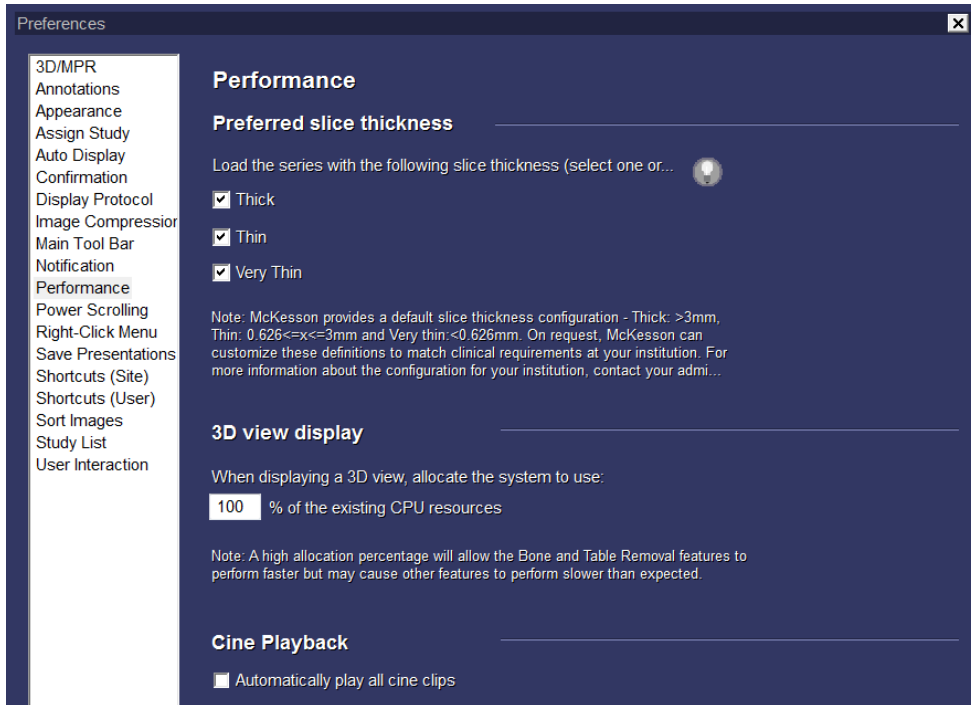 Preferences
3D/MPR
Annotations
Appearance
Assign Study
Auto Display
Confirmation
Display Protocol
Image Compression
Main Tool Bar
Notification
Performance
Power Scrolling
Right-Click Menu
Save Presentations
Shortcuts (Site)
Shortcuts (User)
Sort Images
Study List
User Interaction
Performance
Preferred slice thickness
Load the series with the following slice thickness (select one or...
Thick
Thin
Very Thin
Note: McKesson provides a default slice thickness configuration - Thick: >3mm,
Thin: 0.626<=x<=3mm and Very thin:<0.626mm. On request, McKesson can
customize these definitions to match clinical requirements at your institution. For
more information about the configuration for your institution, contact your admi...
3D view display
When displaying a 3D view, allocate the system to use:
100 % of the existing CPU resources
Note: A high allocation percentage will allow the Bone and Table Removal features to
perform faster but may cause other features to perform slower than expected.
Cine Playback
Automatically play all cine clips